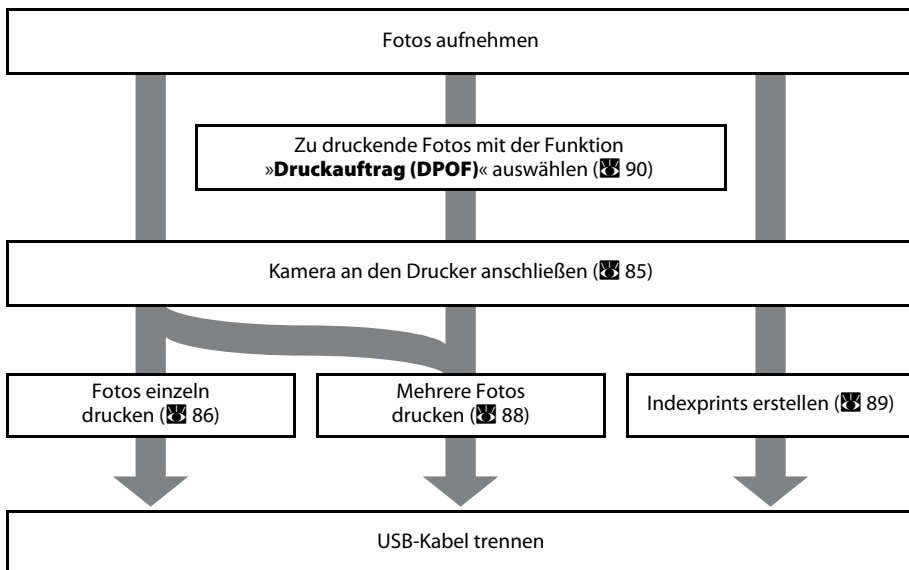 Fotos aufnehmen
Zu druckende Fotos mit der Funktion
»Druckauftrag (DPOF)« auswählen ( 90)
Kamera an den Drucker anschließen ( 85)
Fotos einzeln
drucken ( 86)
Mehrere Fotos
drucken ( 88)
Indexprints erstellen ( 89)
USB-Kabel trennen